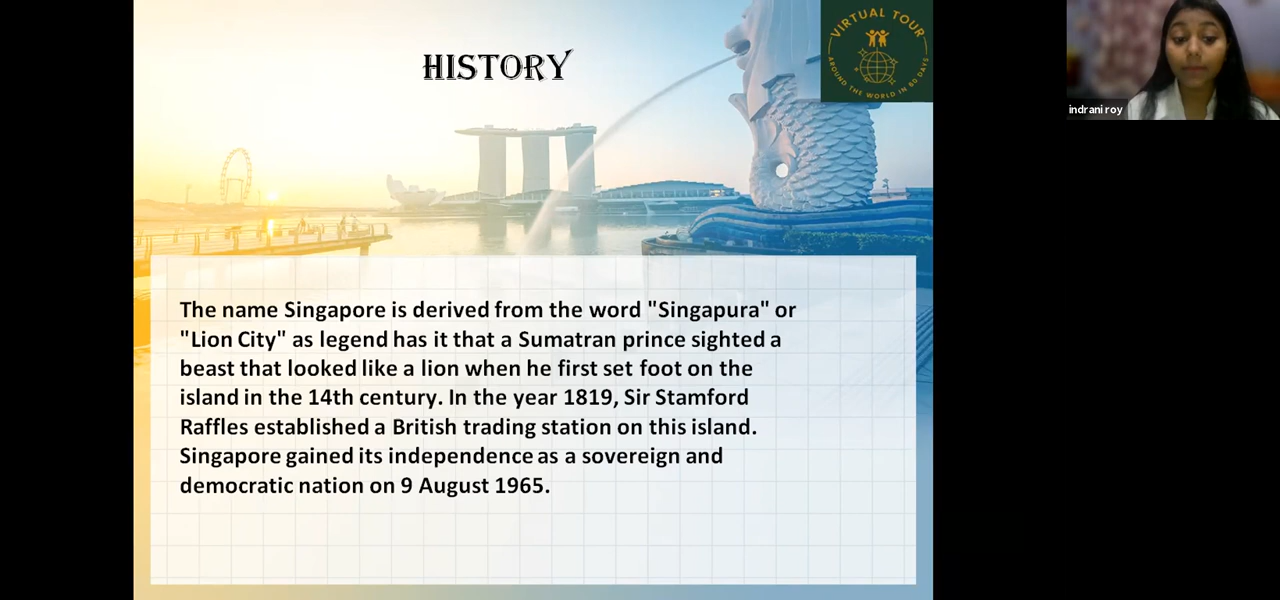 HISTORY
VIRTUAL TOUR
AROUND THE WORLD IN 60 DAYS
indrani roy
The name Singapore is derived from the word "Singapura" or
"Lion City" as legend has it that a Sumatran prince sighted a
beast that looked like a lion when he first set foot on the
island in the 14th century. In the year 1819, Sir Stamford
Raffles established a British trading station on this island.
Singapore gained its independence as a sovereign and
democratic nation on 9 August 1965.